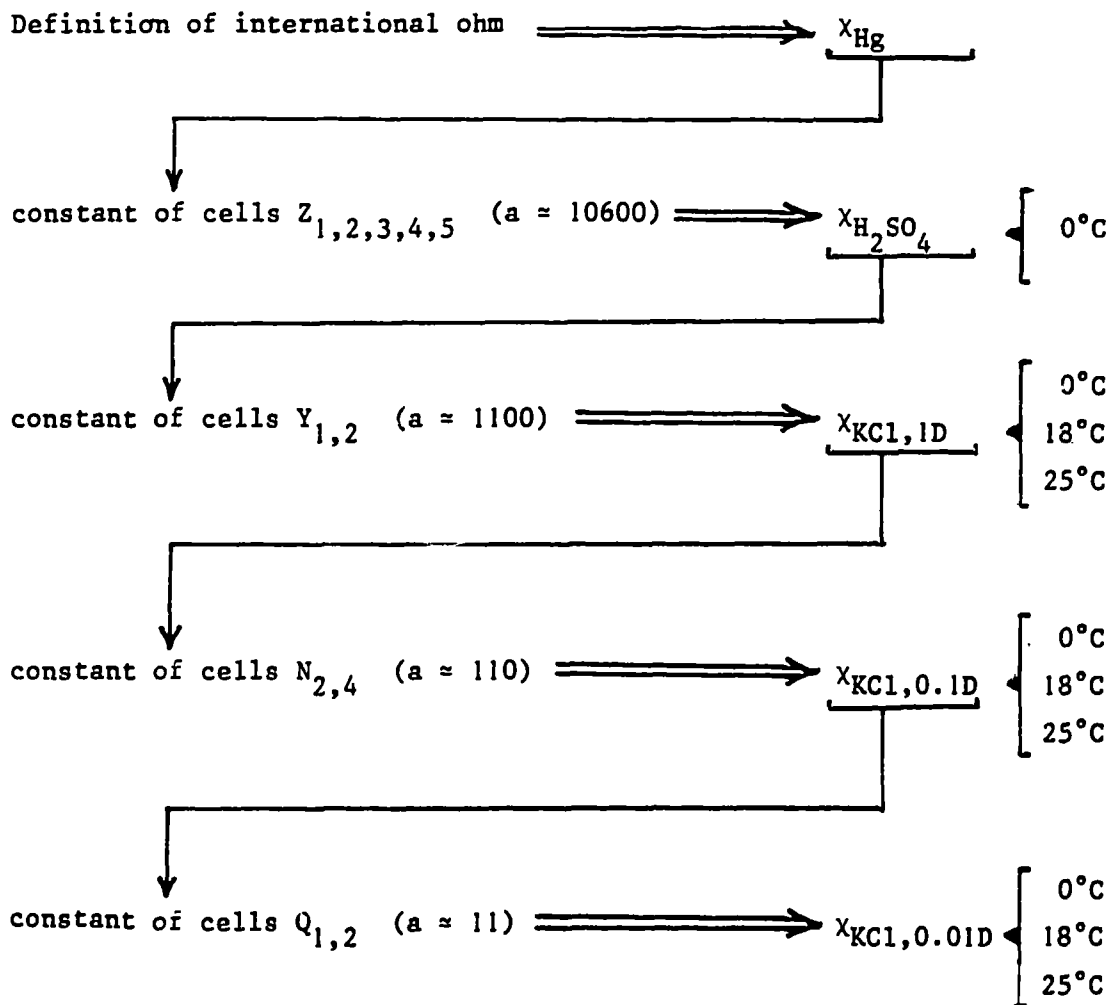 Definition of international ohm χHg
constant of cells Z1,2,3,4,5 (a ≈ 10600) χH2SO4 0°C
0°C
constant of cells Y1,2 (a ≈ 1100) χKCl,1D 18°C
25°C
0°C
constant of cells N2,4 (a ≈ 110) χKCl,0.1D 18°C
25°C
0°C
constant of cells Q1,2 (a ≈ 11) χKCl,0.01D 18°C
25°C